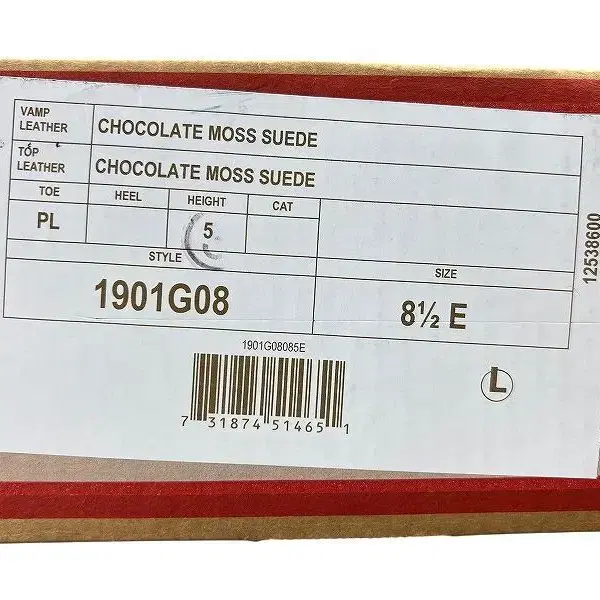 VAMP
LEATHER
CHOCOLATE MOSS SUEDE
TOP
LEATHER
CHOCOLATE MOSS SUEDE
TOE HEEL HEIGHT CAT
PL 5
STYLE SIZE
1901G08 8½ E
1901G08085E
7 31874 51465 1
L
12538600